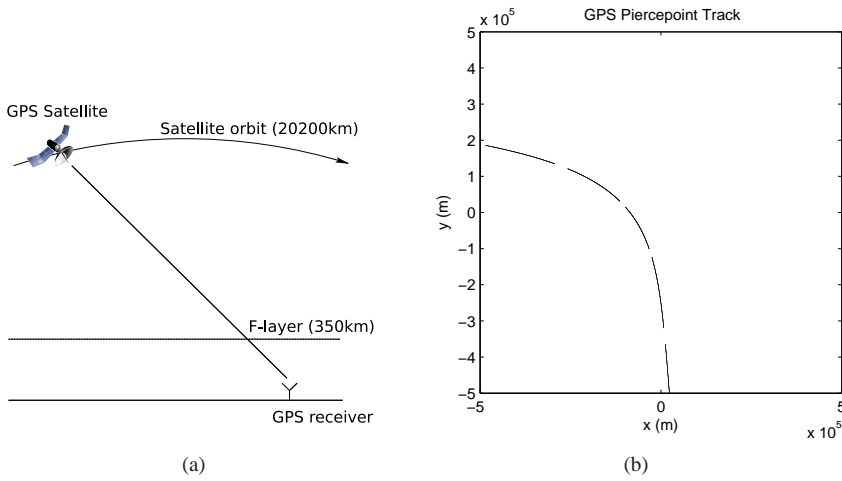 GPS Satellite
Satellite orbit (20200km)
F-layer (350km)
GPS receiver
(a)
GPS Piercepoint Track
x 10^5
5
4
3
2
1
0
−1
−2
−3
−4
−5
y (m)
−5 0 5
x (m)
x 10^5
(b)